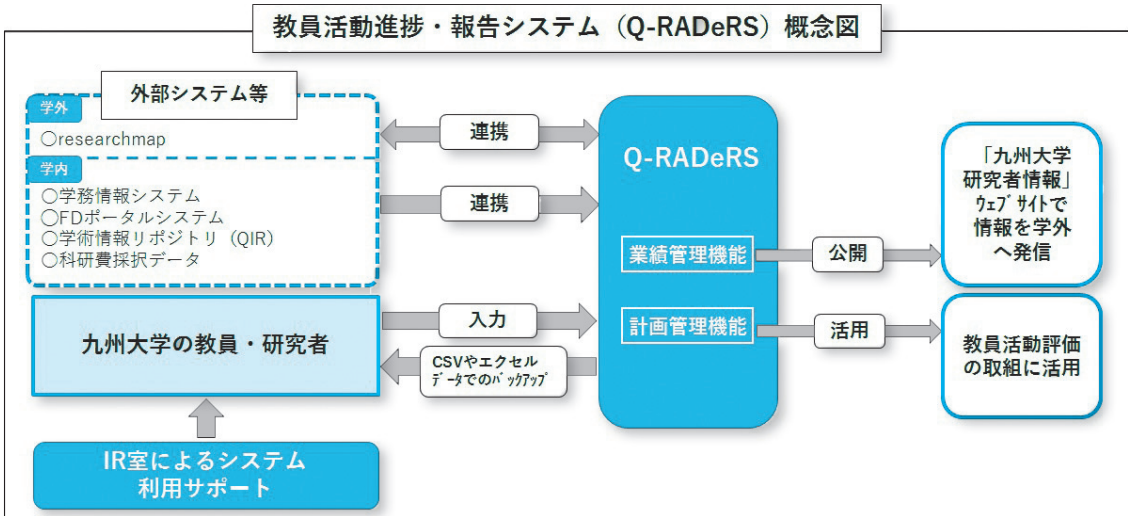 教員活動進捗・報告システム（Q-RADeRS）概念図
外部システム等
学外
○researchmap
学内
○学務情報システム
○FDポータルシステム
○学術情報リポジトリ（QIR）
○科研費採択データ
連携
連携
Q-RADeRS
業績管理機能
公開
「九州大学
研究者情報」
ｳｪﾌﾞｻｲﾄで
情報を学外
へ発信
九州大学の教員・研究者
入力
CSVやエクセル
ﾃﾞｰﾀでのﾊﾞｯｸｱｯﾌﾟ
計画管理機能
活用
教員活動評価
の取組に活用
IR室によるシステム
利用サポート